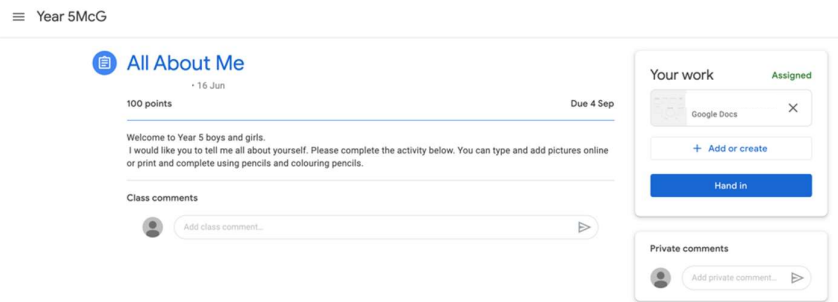 Year 5McG
All About Me
• 16 Jun
100 points
Due 4 Sep
Welcome to Year 5 boys and girls.
I would like you to tell me all about yourself. Please complete the activity below. You can type and add pictures online
or print and complete using pencils and colouring pencils.
Class comments
Add class comment...
Your work
Assigned
Google Docs
+ Add or create
Hand in
Private comments
Add private comment...